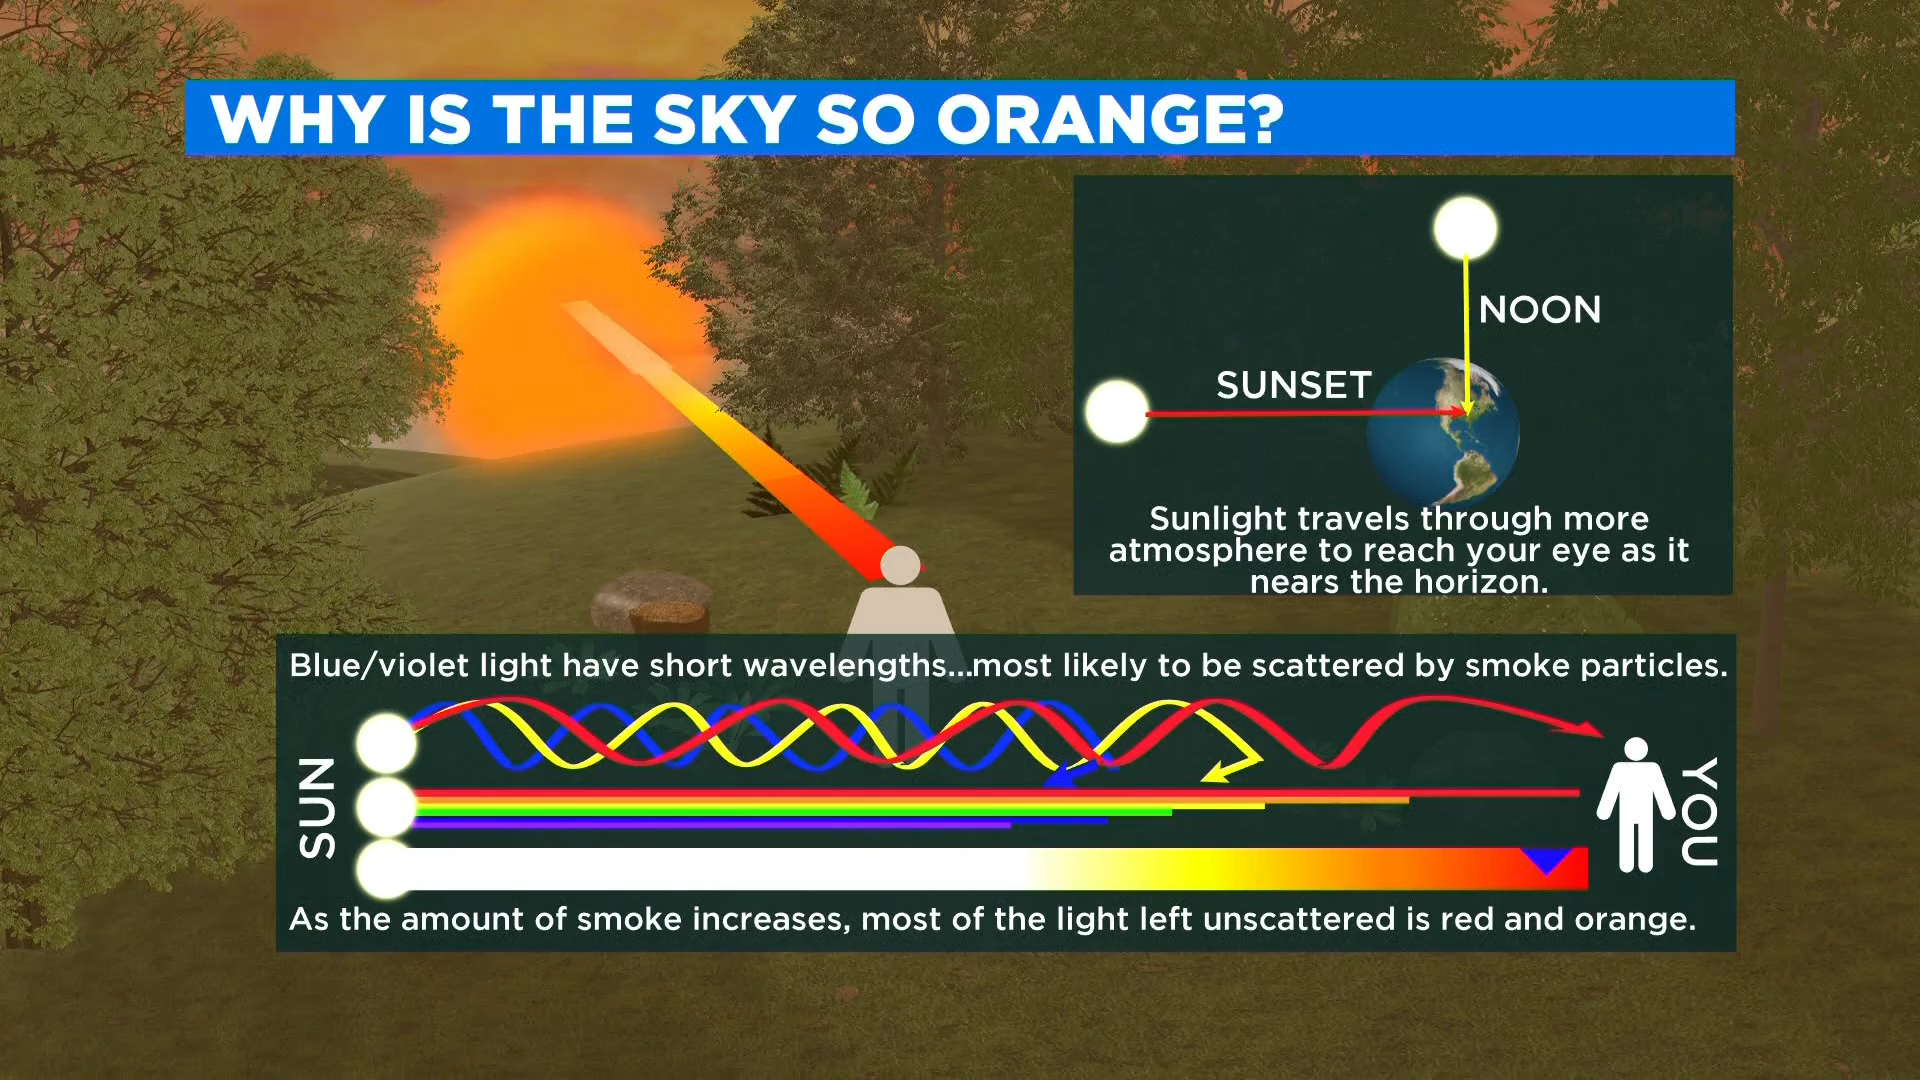 WHY IS THE SKY SO ORANGE?
NOON
SUNSET
Sunlight travels through more
atmosphere to reach your eye as it
nears the horizon.
Blue/violet light have short wavelengths...most likely to be scattered by smoke particles.
SUN
YOU
As the amount of smoke increases, most of the light left unscattered is red and orange.